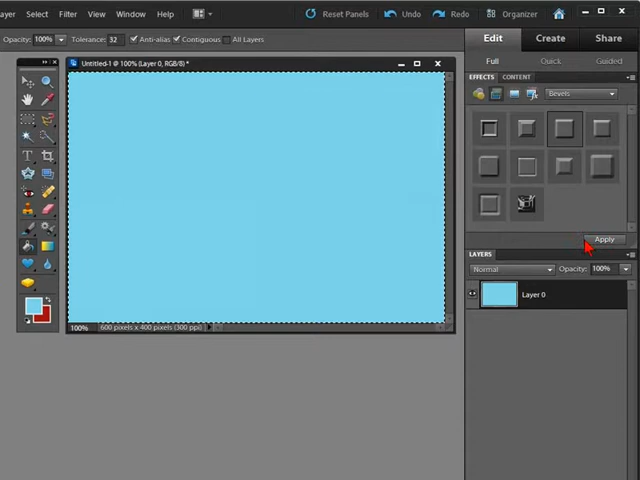 ayer Select Filter View Window Help Reset Panels Undo Redo Organizer
Opacity: 100% Tolerance: 32 Anti-alias Contiguous All Layers
Edit Create Share
Full Quick Guided
Untitled-1 @ 100% (Layer 0, RGB/8) *
EFFECTS CONTENT
Bevels
Apply
LAYERS
Normal Opacity: 100%
Layer 0
100% 600 pixels x 400 pixels (300 ppi)